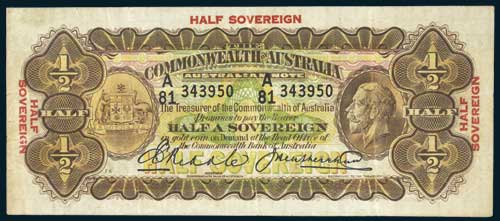 HALF SOVEREIGN
THE
COMMONWEALTH OF AUSTRALIA
AUSTRALIAN NOTE
A
81 343950
A
81 343950
The Treasurer of the Commonwealth of Australia
Promises to pay the Bearer
HALF A SOVEREIGN
in gold coin on Demand at the Head Office of
the Commonwealth Bank of Australia
HALF SOVEREIGN
1/2
1/2
HALF
HALF
1/2
1/2
HALF SOVEREIGN
HALF SOVEREIGN